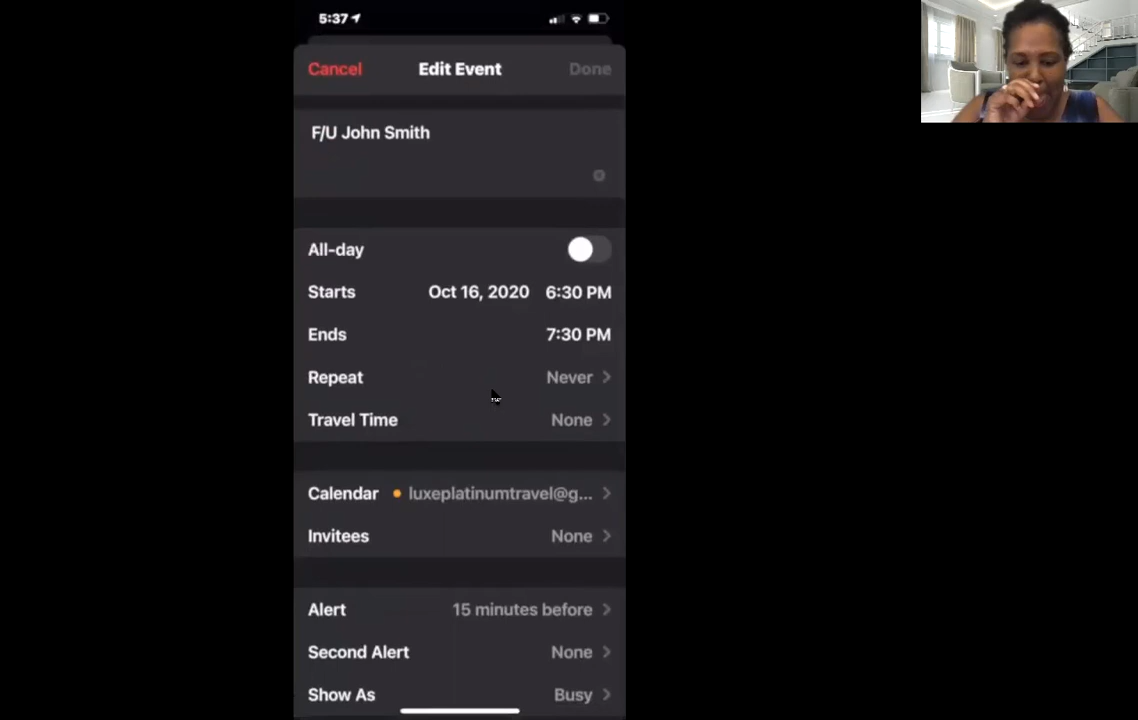 5:37
Cancel Edit Event Done
F/U John Smith
All-day
Starts Oct 16, 2020 6:30 PM
Ends 7:30 PM
Repeat Never
Travel Time None
Calendar luxeplatinumtravel@g...
Invitees None
Alert 15 minutes before
Second Alert None
Show As Busy